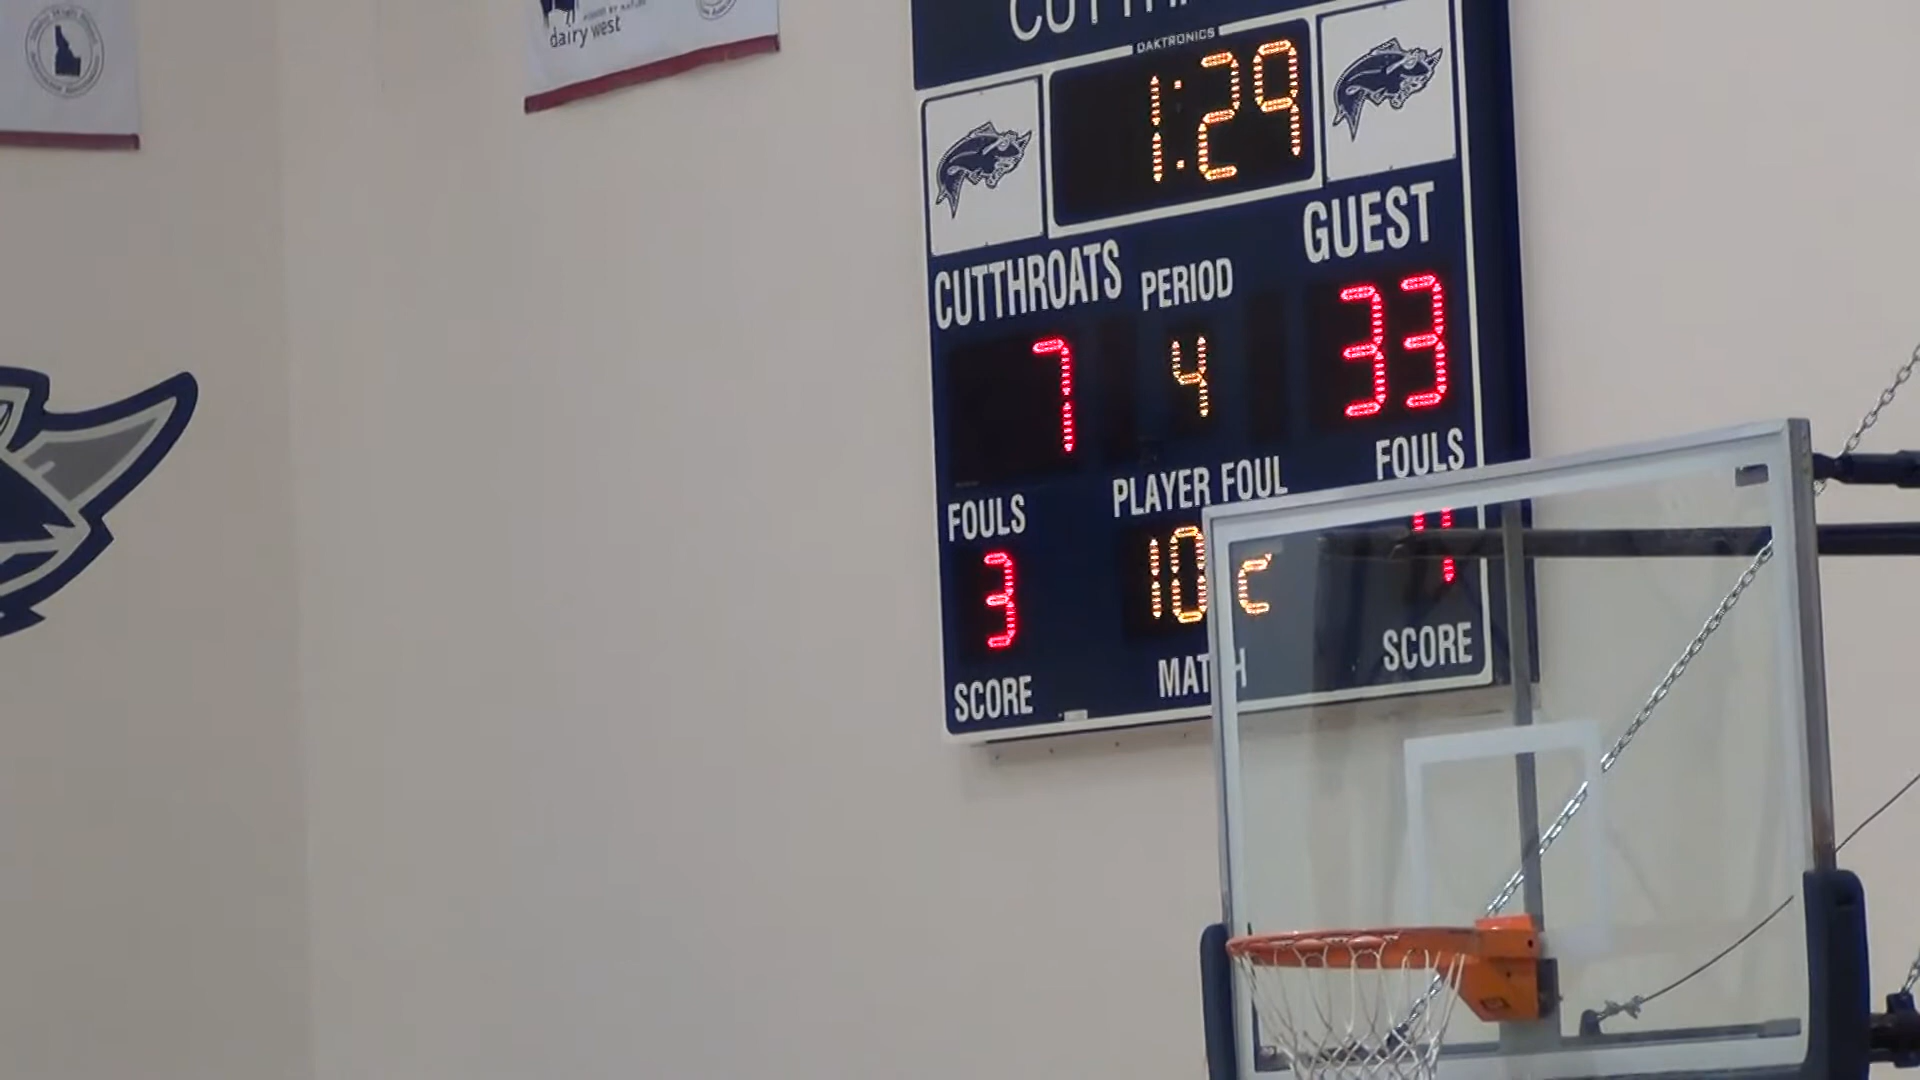 dairy west
DAKTRONICS
1:29
GUEST
CUTTHROATS
PERIOD
7
4
33
FOULS
PLAYER FOUL
FOULS
3
10
SCORE
MATCH
SCORE